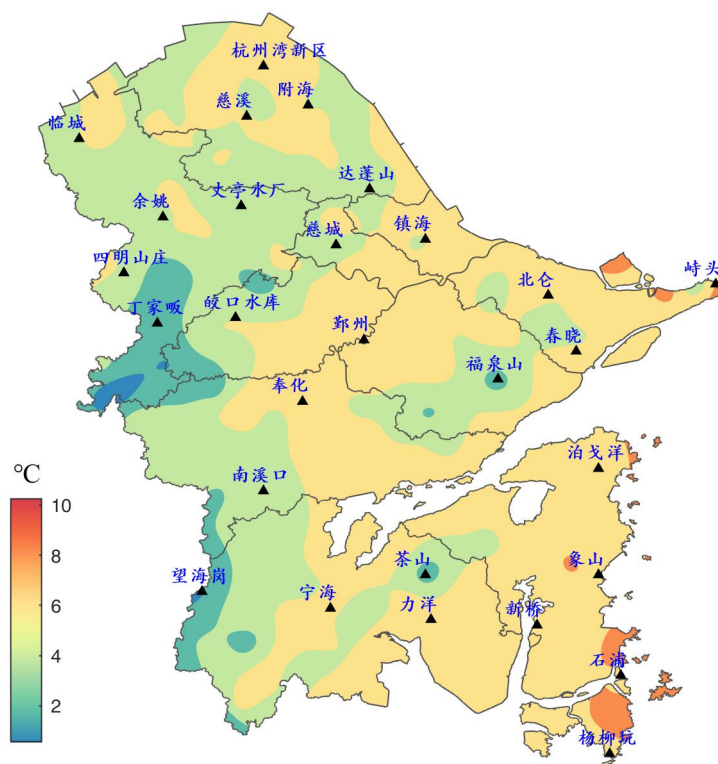 杭州湾新区
慈溪
附海
临城
达蓬山
余姚
丈亭水厂
慈城
镇海
四明山庄
峙头
北仑
丁家畈
皎口水库
鄞州
春晓
福泉山
奉化
℃
泊戈洋
南溪口
10
8
6
4
2
望海岗
茶山
象山
宁海
力洋
新桥
石浦
杨柳坑